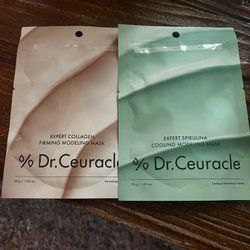 EXPERT COLLAGEN
FIRMING MODELING MASK
% Dr.Ceuracle
EXPERT SPIRULINA
COOLING MODELING MASK
% Dr.Ceuracle